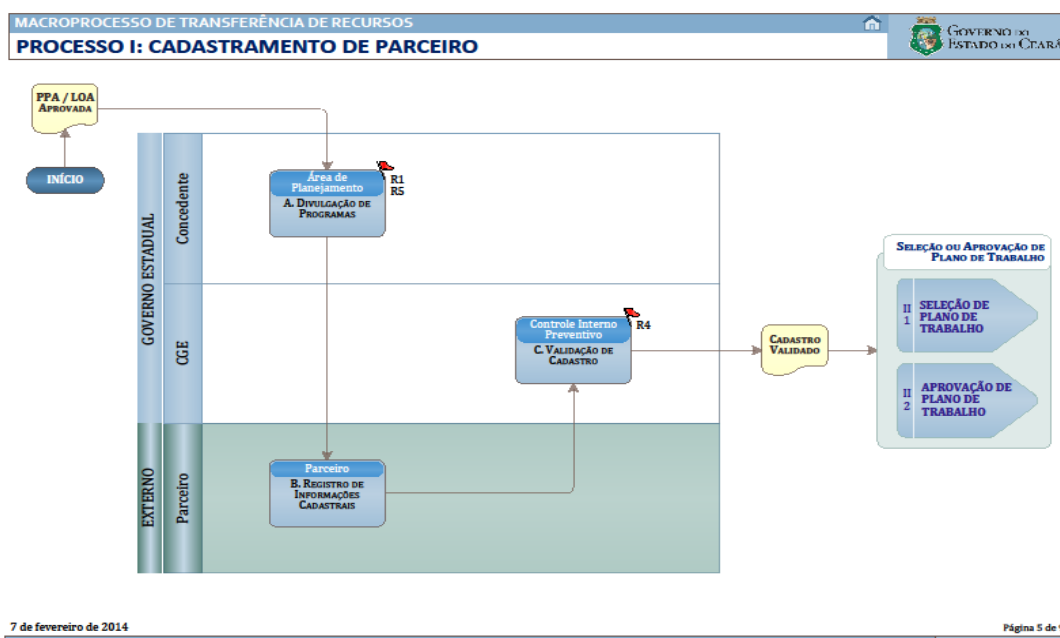 MACROPROCESSO DE TRANSFERÊNCIA DE RECURSOS
PROCESSO I: CADASTRAMENTO DE PARCEIRO
GOVERNO DO
ESTADO DO CEARÁ
PPA / LOA
APROVADA
INÍCIO
GOVERNO ESTADUAL
Concedente
Área de
Planejamento
A. DIVULGAÇÃO DE
PROGRAMAS
R1
R5
CGE
Controle Interno
Preventivo
C. VALIDAÇÃO DE
CADASTRO
R4
CADASTRO
VALIDADO
SELEÇÃO OU APROVAÇÃO DE
PLANO DE TRABALHO
II
1
SELEÇÃO DE
PLANO DE
TRABALHO
II
2
APROVAÇÃO DE
PLANO DE
TRABALHO
EXTERNO
Parceiro
Parceiro
B. REGISTRO DE
INFORMAÇÕES
CADASTRAIS
7 de fevereiro de 2014
Página 5 de